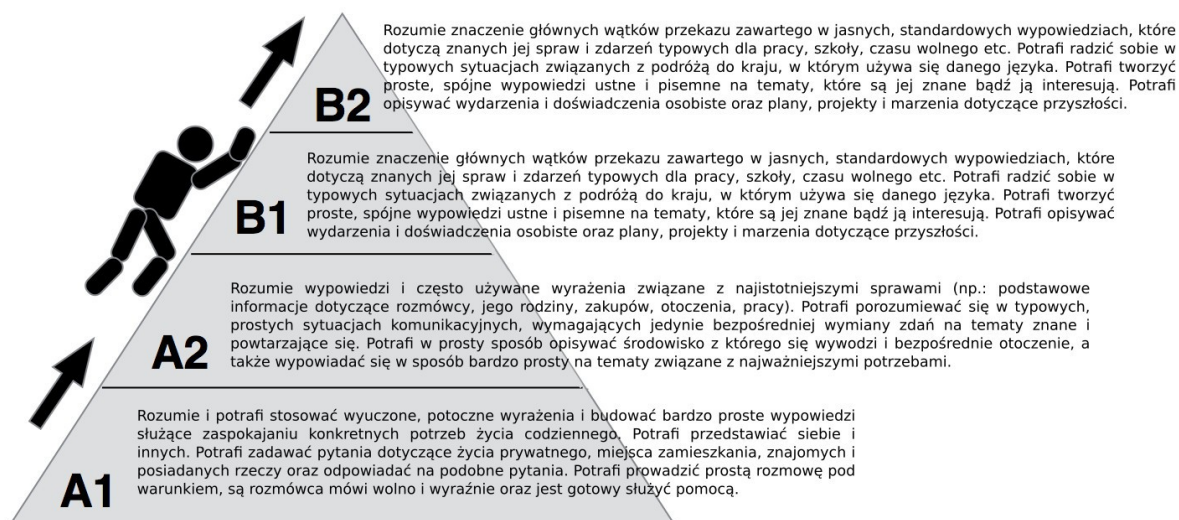 Rozumie znaczenie głównych wątków przekazu zawartego w jasnych, standardowych wypowiedziach, które
dotyczą znanych jej spraw i zdarzeń typowych dla pracy, szkoły, czasu wolnego etc. Potrafi radzić sobie w
typowych sytuacjach związanych z podróżą do kraju, w którym używa się danego języka. Potrafi tworzyć
proste, spójne wypowiedzi ustne i pisemne na tematy, które są jej znane bądź ją interesują. Potrafi
opisywać wydarzenia i doświadczenia osobiste oraz plany, projekty i marzenia dotyczące przyszłości.
B2
Rozumie znaczenie głównych wątków przekazu zawartego w jasnych, standardowych wypowiedziach, które
dotyczą znanych jej spraw i zdarzeń typowych dla pracy, szkoły, czasu wolnego etc. Potrafi radzić sobie w
typowych sytuacjach związanych z podróżą do kraju, w którym używa się danego języka. Potrafi tworzyć
proste, spójne wypowiedzi ustne i pisemne na tematy, które są jej znane bądź ją interesują. Potrafi opisywać
wydarzenia i doświadczenia osobiste oraz plany, projekty i marzenia dotyczące przyszłości.
B1
Rozumie wypowiedzi i często używane wyrażenia związane z najistotniejszymi sprawami (np.: podstawowe
informacje dotyczące rozmówcy, jego rodziny, zakupów, otoczenia, pracy). Potrafi porozumiewać się w typowych,
prostych sytuacjach komunikacyjnych, wymagających jedynie bezpośredniej wymiany zdań na tematy znane i
powtarzające się. Potrafi w prosty sposób opisywać środowisko z którego się wywodzi i bezpośrednie otoczenie, a
także wypowiadać się w sposób bardzo prosty na tematy związane z najważniejszymi potrzebami.
A2
Rozumie i potrafi stosować wyuczone, potoczne wyrażenia i budować bardzo proste wypowiedzi
służące zaspokajaniu konkretnych potrzeb życia codziennego. Potrafi przedstawiać siebie i
innych. Potrafi zadawać pytania dotyczące życia prywatnego, miejsca zamieszkania, znajomych i
posiadanych rzeczy oraz odpowiadać na podobne pytania. Potrafi prowadzić prostą rozmowę pod
warunkiem, są rozmówca mówi wolno i wyraźnie oraz jest gotowy służyć pomocą.
A1